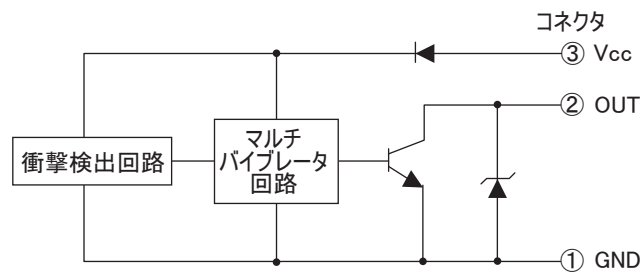 コネクタ
③ Vcc
② OUT
衝撃検出回路
マルチ
バイブレータ
回路
① GND